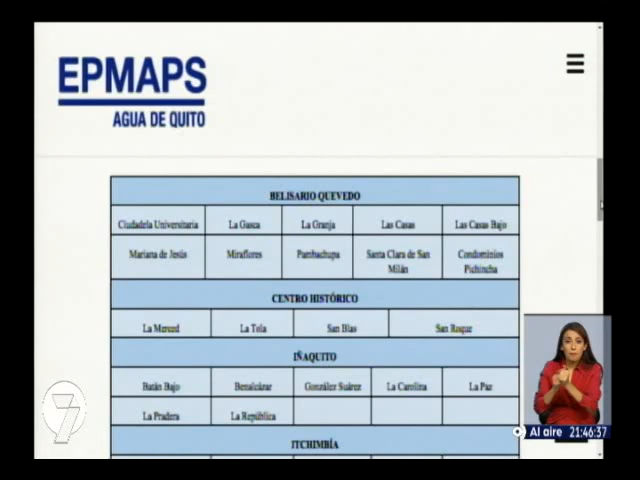 EPMAPS
AGUA DE QUITO
BELISARIO QUEVEDO
Ciudadela Universitaria La Gasca La Granja Las Casas Las Casas Bajo
Mariana de Jesús Miraflores Pambachupa Santa Clara de San Condominios
Milán Pichincha
CENTRO HISTÓRICO
La Merced La Tola San Blas San Roque
IÑAQUITO
Batán Bajo Benalcázar González Suárez La Carolina La Paz
La Pradera La República
ITCHIMBÍA
7
Al aire 21:46:37